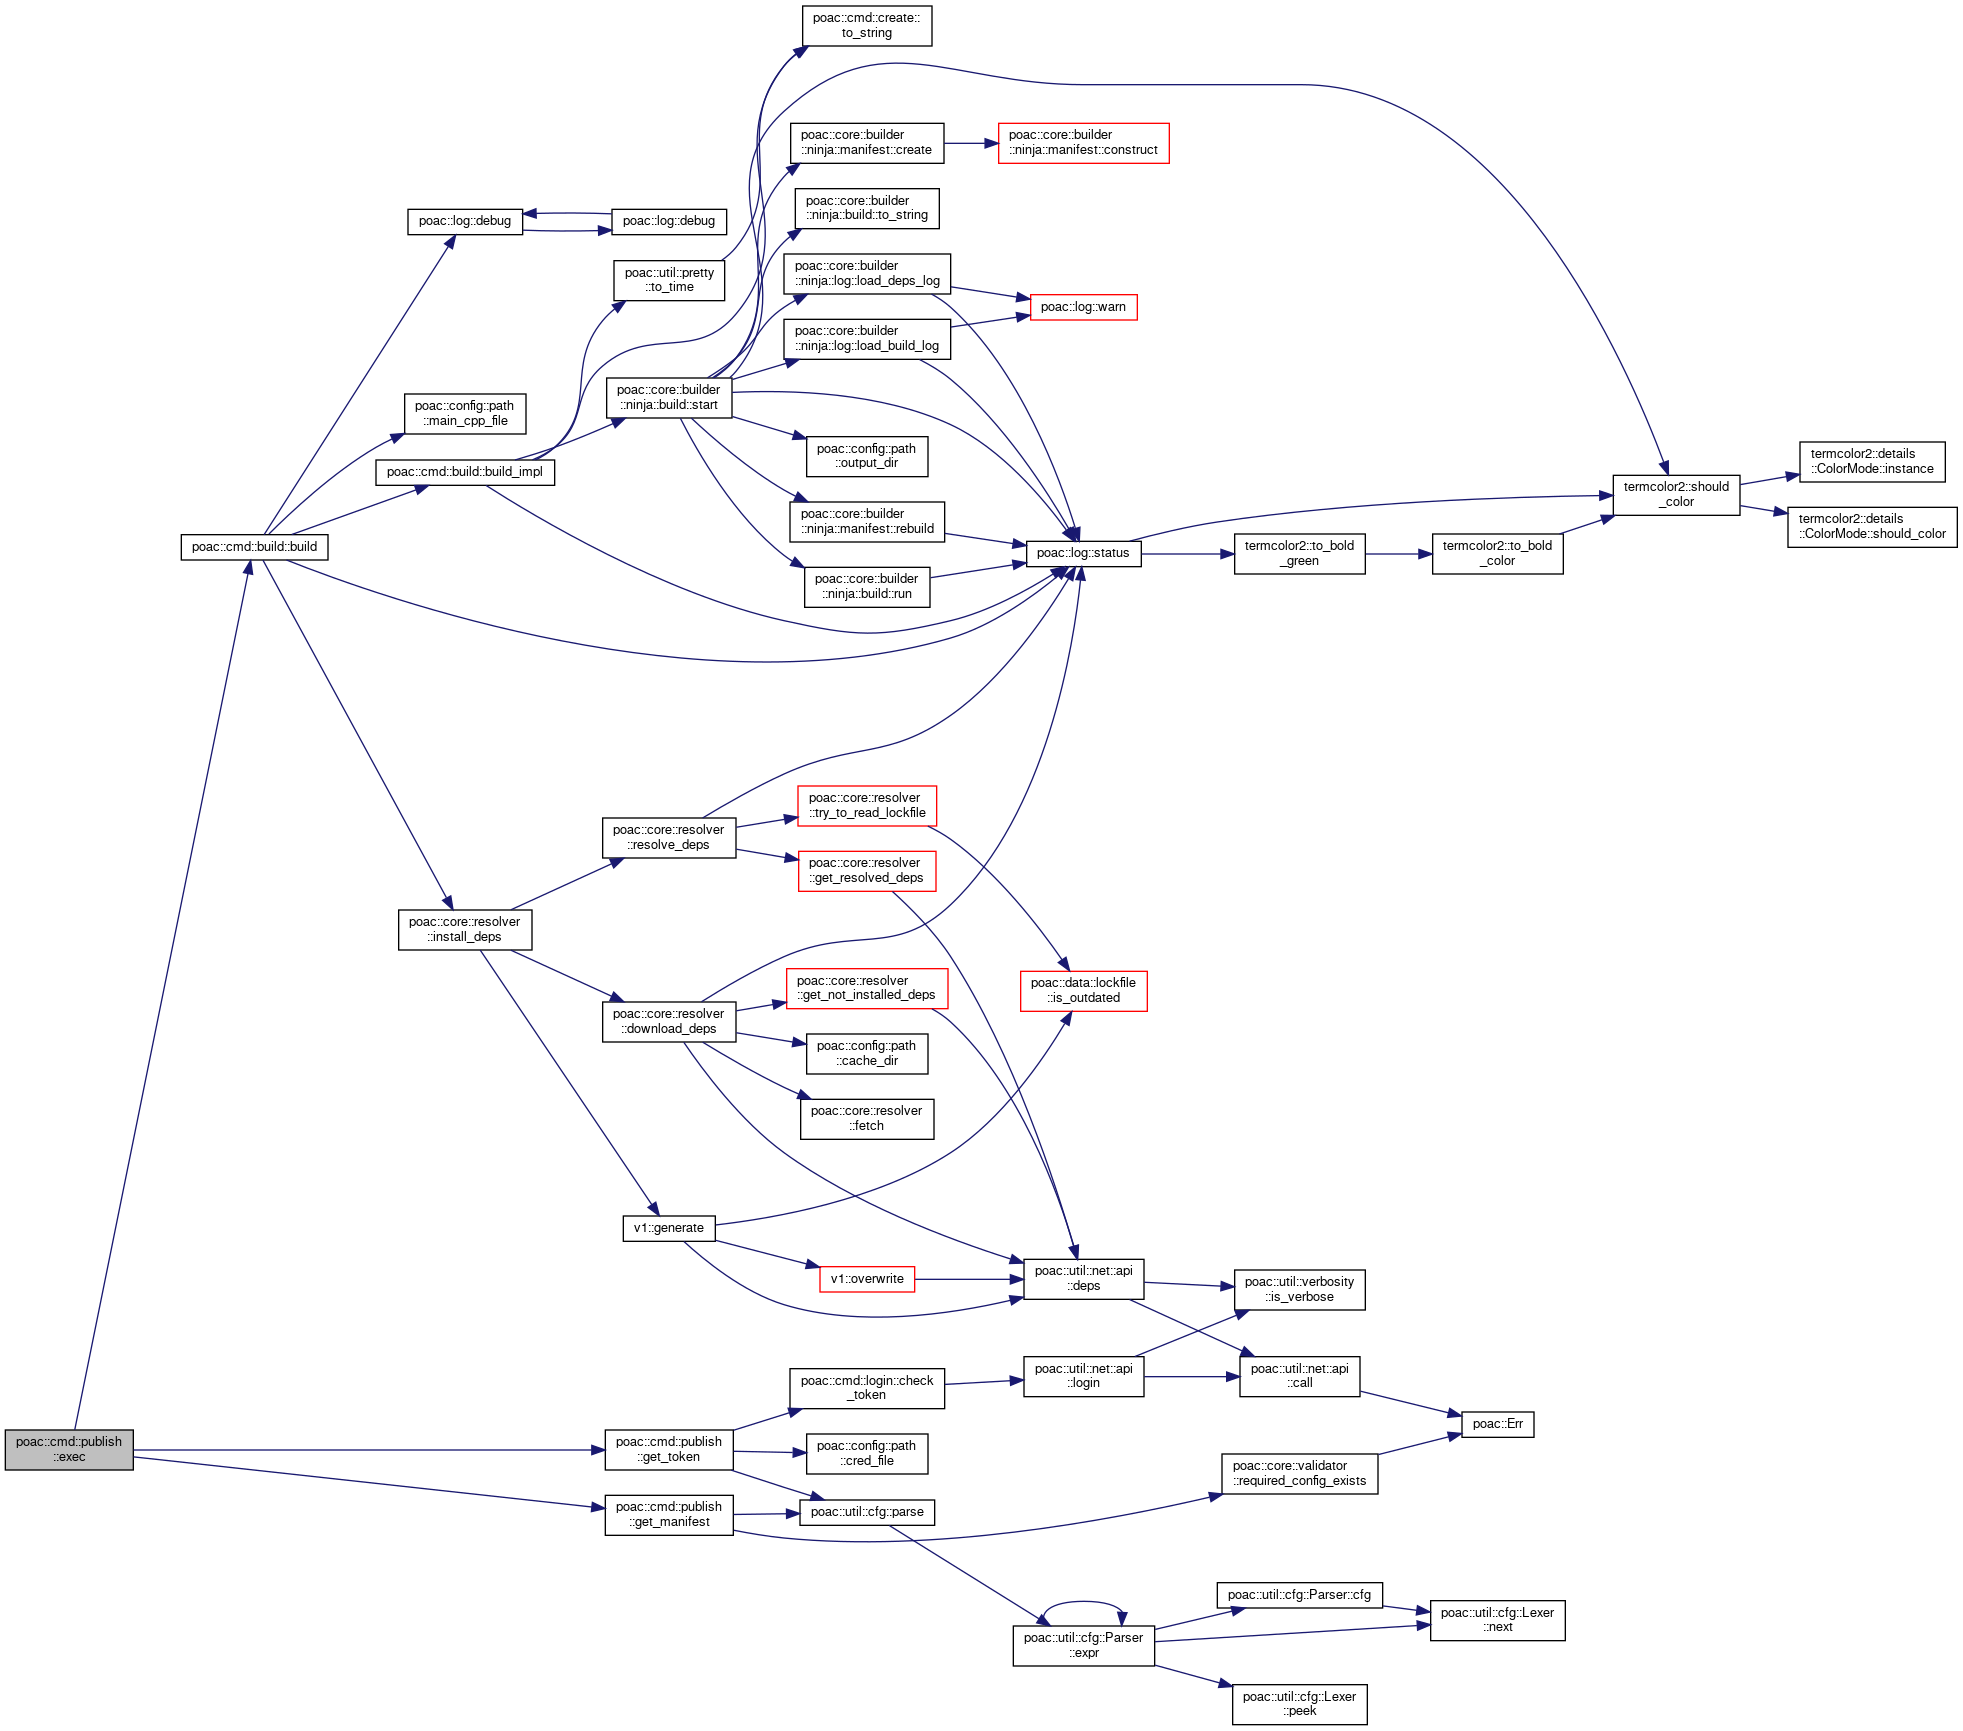 poac::cmd::create::
to_string
poac::core::builder
::ninja::manifest::create
poac::core::builder
::ninja::manifest::construct
poac::core::builder
::ninja::build::to_string
poac::log::debug
poac::log::debug
poac::util::pretty
::to_time
poac::core::builder
::ninja::log::load_deps_log
poac::log::warn
poac::core::builder
::ninja::log::load_build_log
poac::core::builder
::ninja::build::start
poac::config::path
::main_cpp_file
poac::config::path
::output_dir
poac::cmd::build::build_impl
termcolor2::details
::ColorMode::instance
termcolor2::should
_color
poac::core::builder
::ninja::manifest::rebuild
termcolor2::details
::ColorMode::should_color
poac::cmd::build::build
poac::log::status
termcolor2::to_bold
_green
termcolor2::to_bold
_color
poac::core::builder
::ninja::build::run
poac::core::resolver
::try_to_read_lockfile
poac::core::resolver
::resolve_deps
poac::core::resolver
::get_resolved_deps
poac::core::resolver
::install_deps
poac::core::resolver
::get_not_installed_deps
poac::data::lockfile
::is_outdated
poac::core::resolver
::download_deps
poac::config::path
::cache_dir
poac::core::resolver
::fetch
v1::generate
v1::overwrite
poac::util::net::api
::deps
poac::util::verbosity
::is_verbose
poac::cmd::login::check
_token
poac::util::net::api
::login
poac::util::net::api
::call
poac::Err
poac::cmd::publish
::exec
poac::cmd::publish
::get_token
poac::config::path
::cred_file
poac::core::validator
::required_config_exists
poac::cmd::publish
::get_manifest
poac::util::cfg::parse
poac::util::cfg::Parser::cfg
poac::util::cfg::Lexer
::next
poac::util::cfg::Parser
::expr
poac::util::cfg::Lexer
::peek